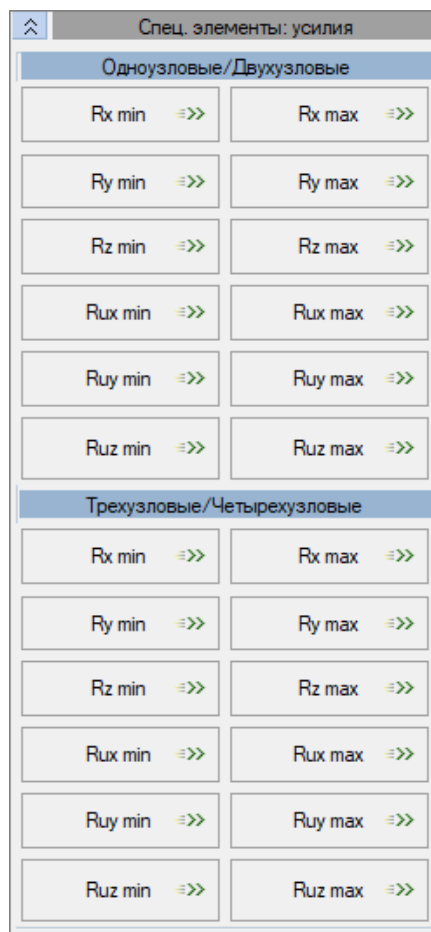 Спец. элементы: усилия
Одноузловые/Двухузловые
Rx min Rx max
Ry min Ry max
Rz min Rz max
Rux min Rux max
Ruy min Ruy max
Ruz min Ruz max
Трехузловые/Четырехузловые
Rx min Rx max
Ry min Ry max
Rz min Rz max
Rux min Rux max
Ruy min Ruy max
Ruz min Ruz max